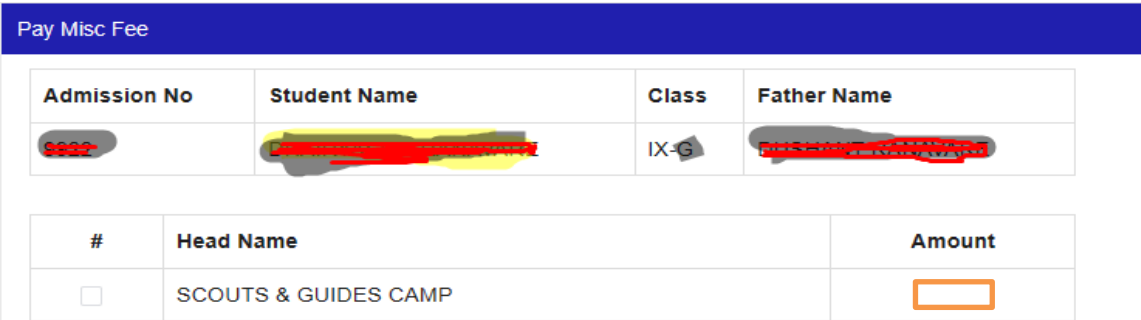 Pay Misc Fee
Admission No Student Name Class Father Name
IX-G
# Head Name Amount
SCOUTS & GUIDES CAMP